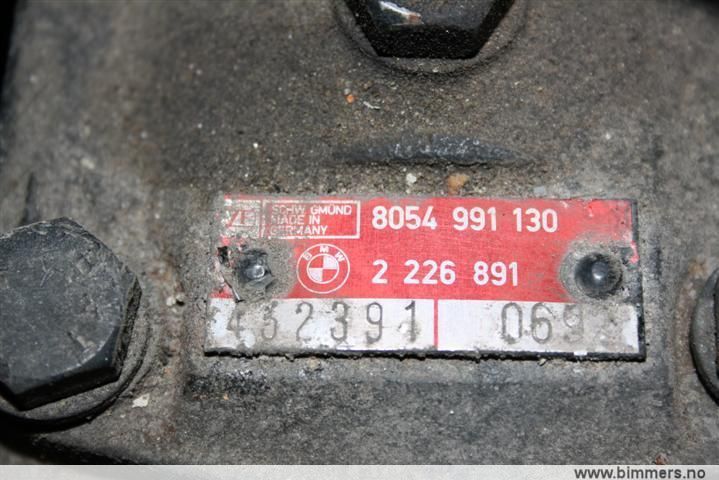 ZF SCHW. GMÜND
MADE IN
GERMANY
8054 991 130
BMW
2 226 891
432391 069
www.bimmers.no